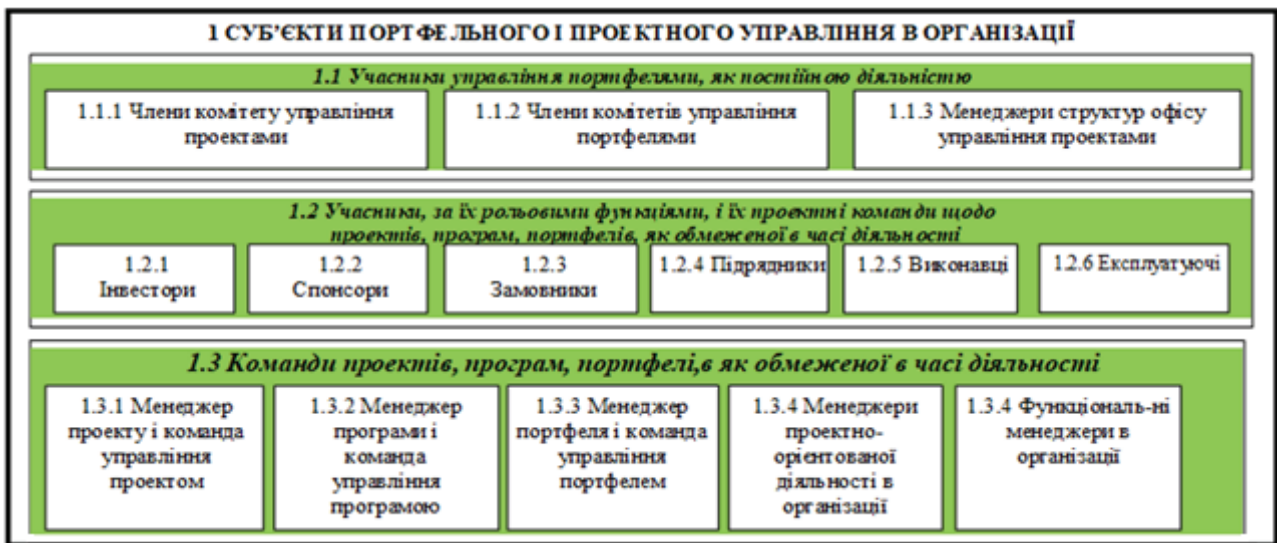 1 СУБ’ЄКТИ ПОРТФЕЛЬНОГО І ПРОЕКТНОГО УПРАВЛІННЯ В ОРГАНІЗАЦІЇ
1.1 Учасники управління портфелями, як постійною діяльністю
1.1.1 Члени комітету управління
проектами
1.1.2 Члени комітетів управління
портфелями
1.1.3 Менеджери структур офісу
управління проектами
1.2 Учасники, за їх рольовими функціями, і їх проектні команди щодо
проектів, програм, портфелів, як обмеженої в часі діяльності
1.2.1
Інвестори
1.2.2
Спонсори
1.2.3
Замовники
1.2.4 Підрядники
1.2.5 Виконавці
1.2.6 Експлуатуючі
1.3 Команди проектів, програм, портфелі,в як обмеженої в часі діяльності
1.3.1 Менеджер
проекту і команда
управління
проектом
1.3.2 Менеджер
програми і
команда
управління
програмою
1.3.3 Менеджер
портфеля і команда
управління
портфелем
1.3.4 Менеджери
проектно-
орієнтованої
діяльності в
організації
1.3.4 Функціональ-ні
менеджери в
організації